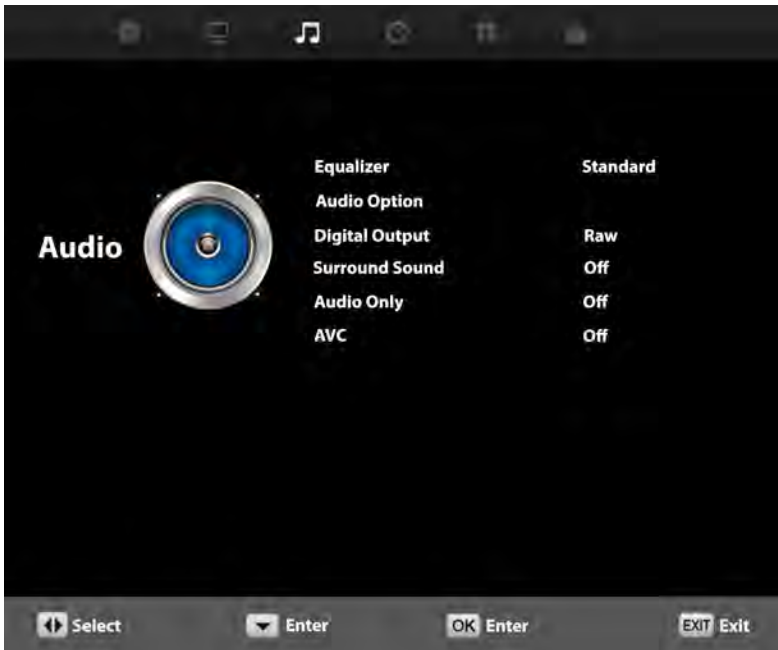 Equalizer Standard
Audio Option
Digital Output Raw
Audio
Surround Sound Off
Audio Only Off
AVC Off
Select Enter OK Enter EXIT Exit